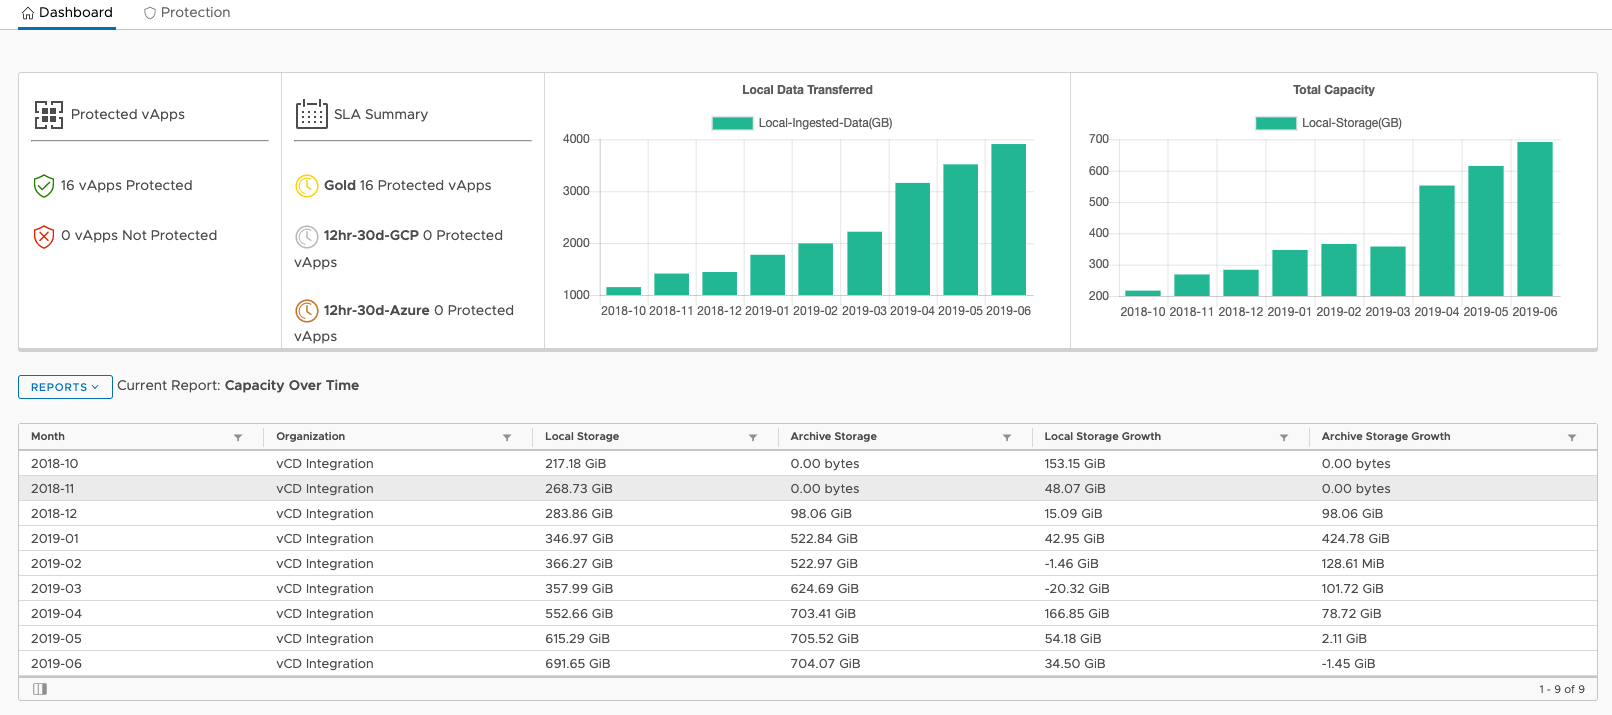 Dashboard Protection
Protected vApps
16 vApps Protected
0 vApps Not Protected
SLA Summary
Gold 16 Protected vApps
12hr-30d-GCP 0 Protected
vApps
12hr-30d-Azure 0 Protected
vApps
Local Data Transferred
Local-Ingested-Data(GB)
4000
3000
2000
1000
2018-10 2018-11 2018-12 2019-01 2019-02 2019-03 2019-04 2019-05 2019-06
Total Capacity
Local-Storage(GB)
700
600
500
400
300
200
2018-10 2018-11 2018-12 2019-01 2019-02 2019-03 2019-04 2019-05 2019-06
REPORTS Current Report: Capacity Over Time
Month Organization Local Storage Archive Storage Local Storage Growth Archive Storage Growth
2018-10 vCD Integration 217.18 GiB 0.00 bytes 153.15 GiB 0.00 bytes
2018-11 vCD Integration 268.73 GiB 0.00 bytes 48.07 GiB 0.00 bytes
2018-12 vCD Integration 283.86 GiB 98.06 GiB 15.09 GiB 98.06 GiB
2019-01 vCD Integration 346.97 GiB 522.84 GiB 42.95 GiB 424.78 GiB
2019-02 vCD Integration 366.27 GiB 522.97 GiB -1.46 GiB 128.61 MiB
2019-03 vCD Integration 357.99 GiB 624.69 GiB -20.32 GiB 101.72 GiB
2019-04 vCD Integration 552.66 GiB 703.41 GiB 166.85 GiB 78.72 GiB
2019-05 vCD Integration 615.29 GiB 705.52 GiB 54.18 GiB 2.11 GiB
2019-06 vCD Integration 691.65 GiB 704.07 GiB 34.50 GiB -1.45 GiB
1 - 9 of 9